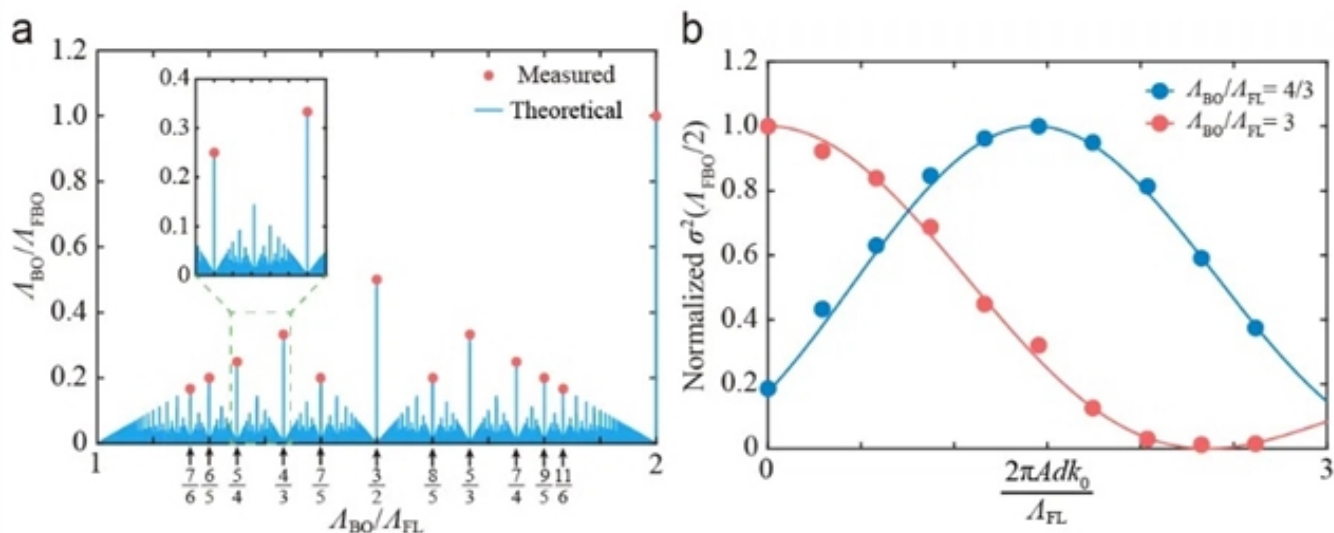 a
1.2
1.0
0.8
0.6
0.4
0.2
0
Λ_BO/Λ_FBO
0.4
0.3
0.2
0.1
0
Measured
Theoretical
1
2
7/6 6/5 5/4 4/3 7/5 3/2 8/5 5/3 7/4 9/5 11/6
Λ_BO/Λ_FL
b
1.2
1.0
0.8
0.6
0.4
0.2
0
Normalized σ²(Λ_FBO/2)
Λ_BO/Λ_FL= 4/3
Λ_BO/Λ_FL= 3
0
3
2πAdk₀
Λ_FL